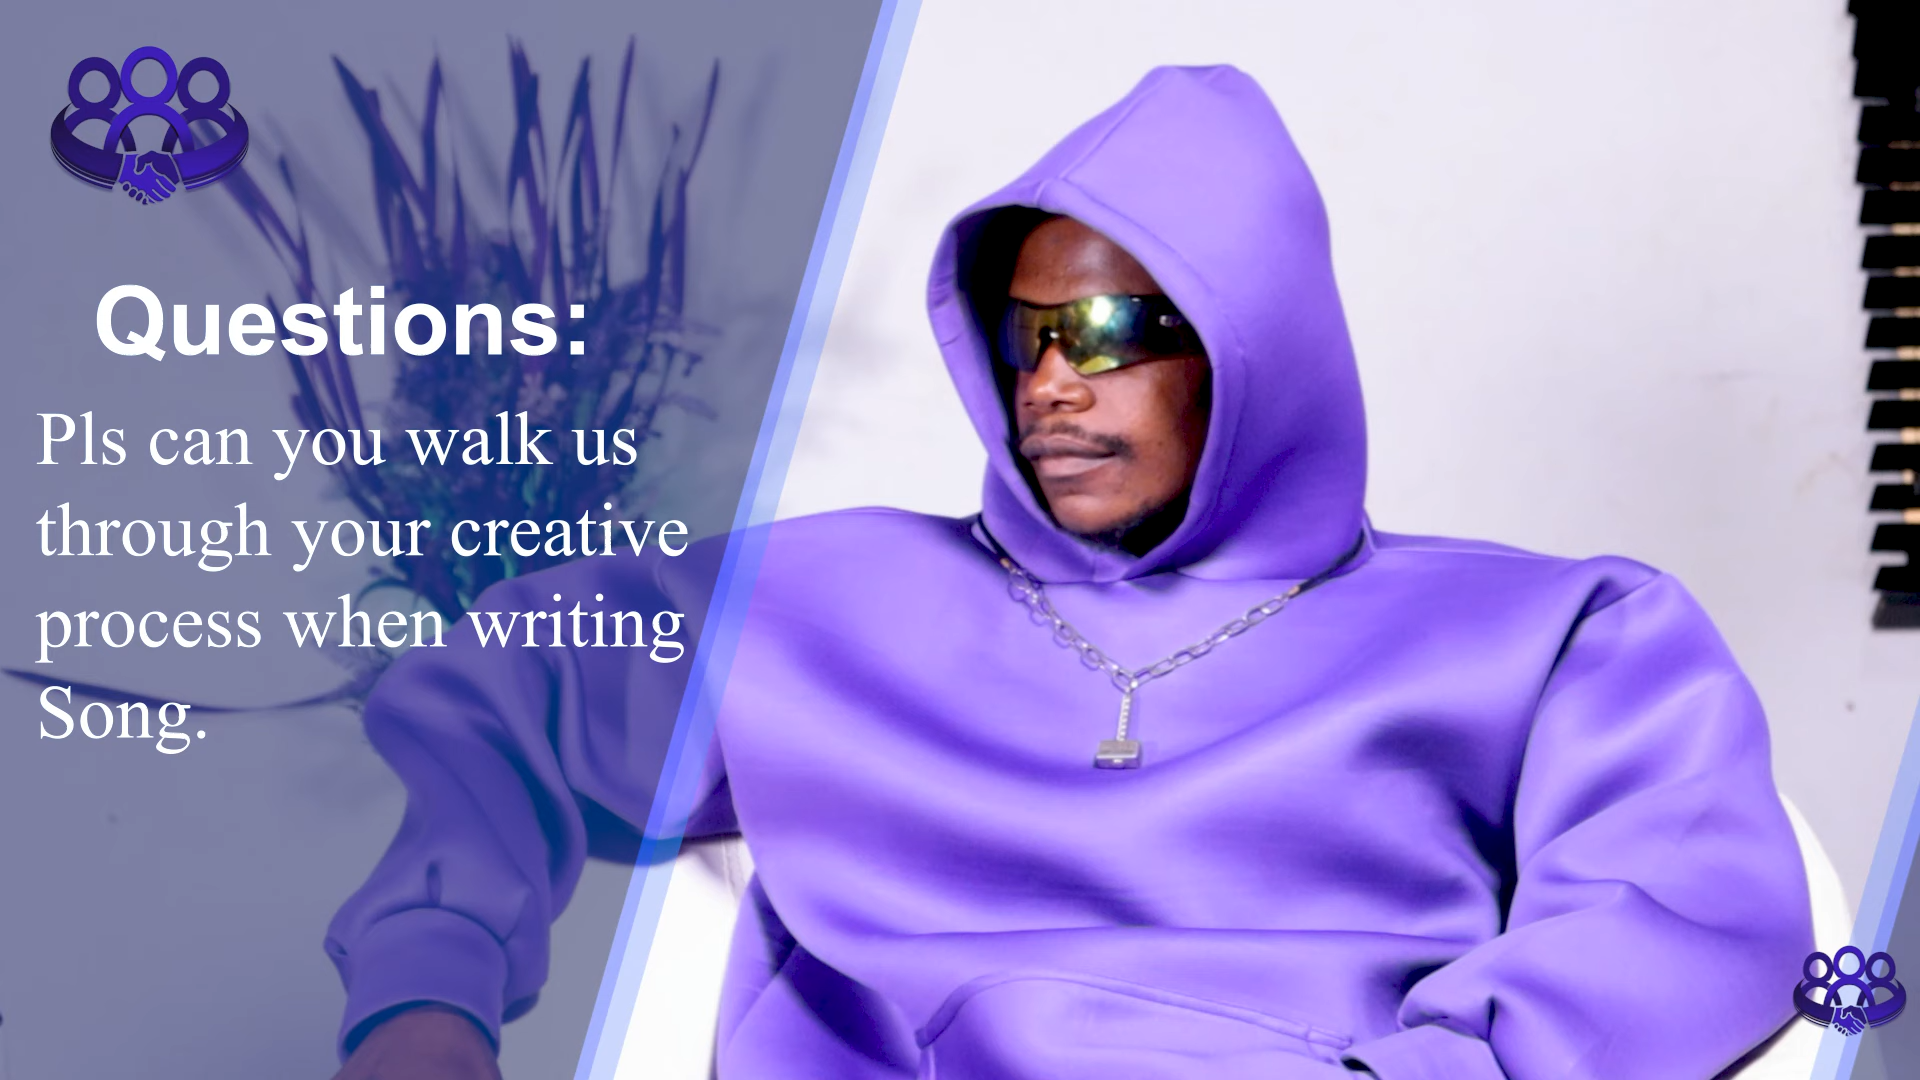 Questions:
Pls can you walk us
through your creative
process when writing
Song.